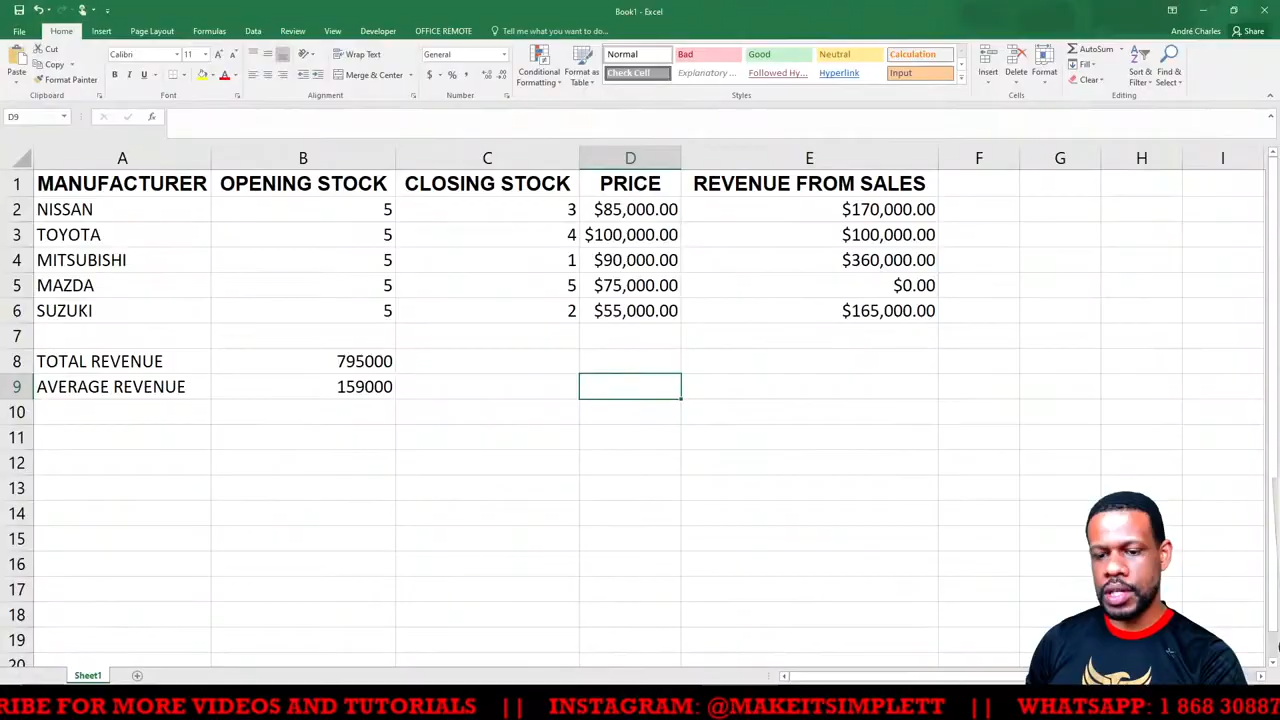 Book1 - Excel
File Home Insert Page Layout Formulas Data Review View Developer OFFICE REMOTE Tell me what you want to do... André Charles Share
Paste Cut Copy Format Painter Clipboard
Calibri 11 B I U A Font
Wrap Text Merge & Center Alignment
General $ % Number
Conditional Formatting Format as Table
Normal Bad Good Neutral Calculation
Check Cell Explanatory ... Followed Hy... Hyperlink Input
Styles
Insert Delete Format Cells
AutoSum Fill Clear Sort & Filter Find & Select Editing
D9 fx
A B C D E F G H I
1 MANUFACTURER OPENING STOCK CLOSING STOCK PRICE REVENUE FROM SALES
2 NISSAN 5 3 $85,000.00 $170,000.00
3 TOYOTA 5 4 $100,000.00 $100,000.00
4 MITSUBISHI 5 1 $90,000.00 $360,000.00
5 MAZDA 5 5 $75,000.00 $0.00
6 SUZUKI 5 2 $55,000.00 $165,000.00
7
8 TOTAL REVENUE 795000
9 AVERAGE REVENUE 159000
10
11
12
13
14
15
16
17
18
19
20
Sheet1
RIBE FOR MORE VIDEOS AND TUTORIALS || INSTAGRAM: @MAKEITSIMPLETT || WHATSAPP: 1 868 30887